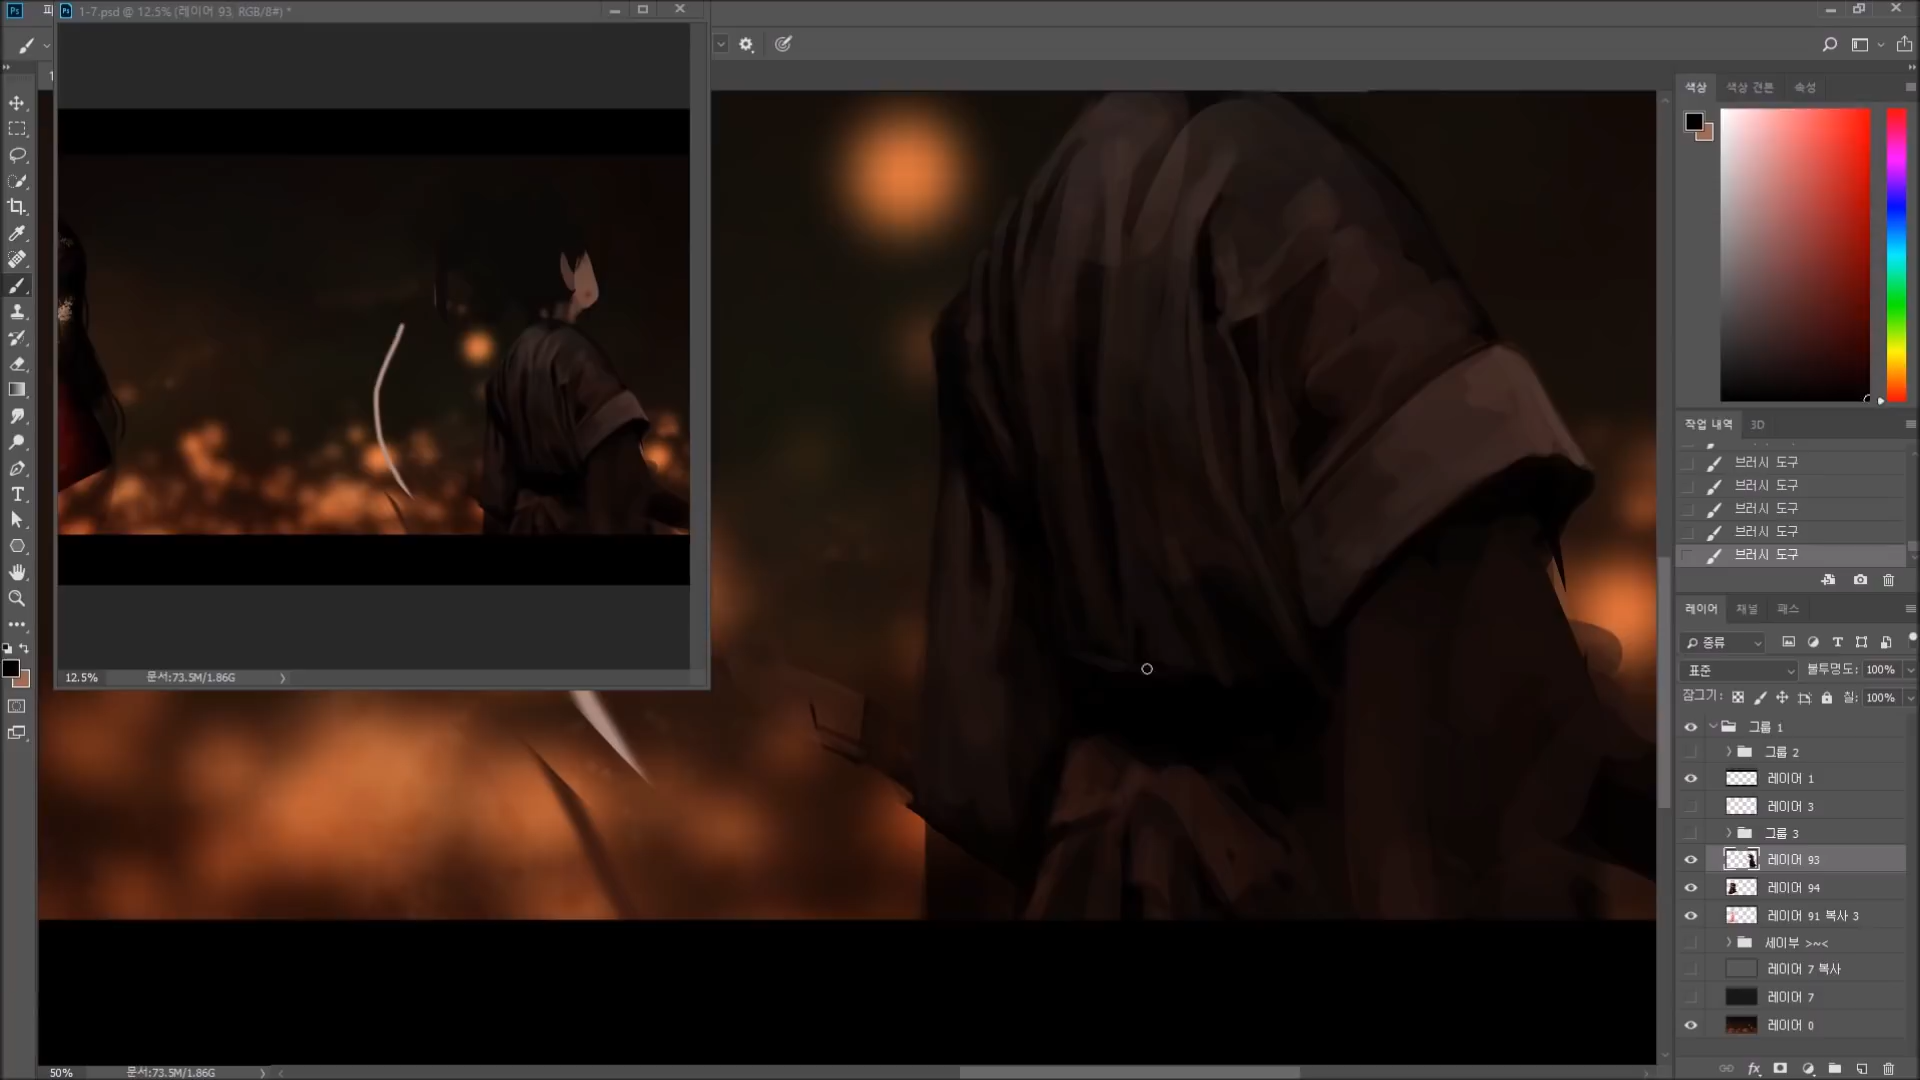 1-7.psd @ 12.5% (레이어 93, RGB/8#) *
색상 색상 견본 속성
작업 내역 3D
브러시 도구
브러시 도구
브러시 도구
브러시 도구
브러시 도구
레이어 채널 패스
종류
표준 불투명도: 100%
잠그기: 칠: 100%
그룹 1
그룹 2
레이어 1
레이어 3
그룹 3
레이어 93
레이어 94
레이어 91 복사 3
세이부 >~<
레이어 7 복사
레이어 7
레이어 0
12.5% 문서:73.5M/1.86G
50% 문서:73.5M/1.86G
Ps
Ps
T
T
fx